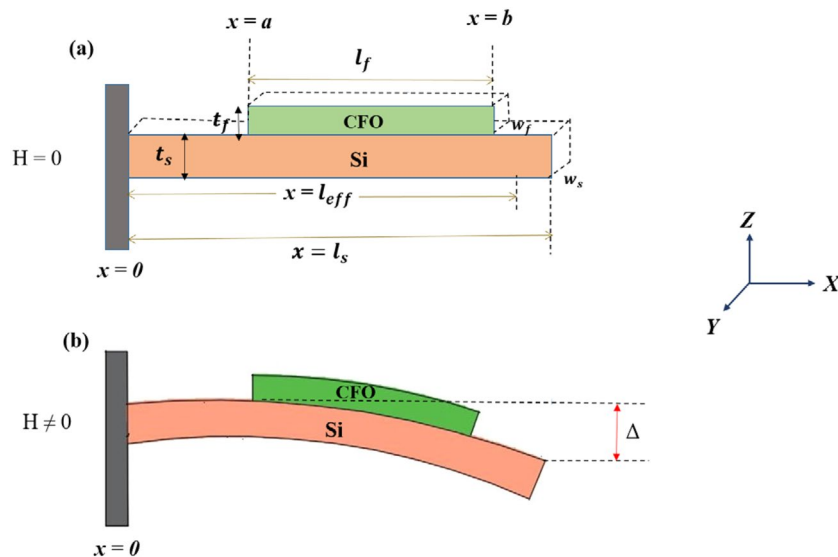 x = a
x = b
(a)
l_f
t_f
CFO
w_f
H = 0
t_s
Si
w_s
x = l_eff
x = l_s
x = 0
Z
X
Y
(b)
CFO
H ≠ 0
Si
Δ
x = 0